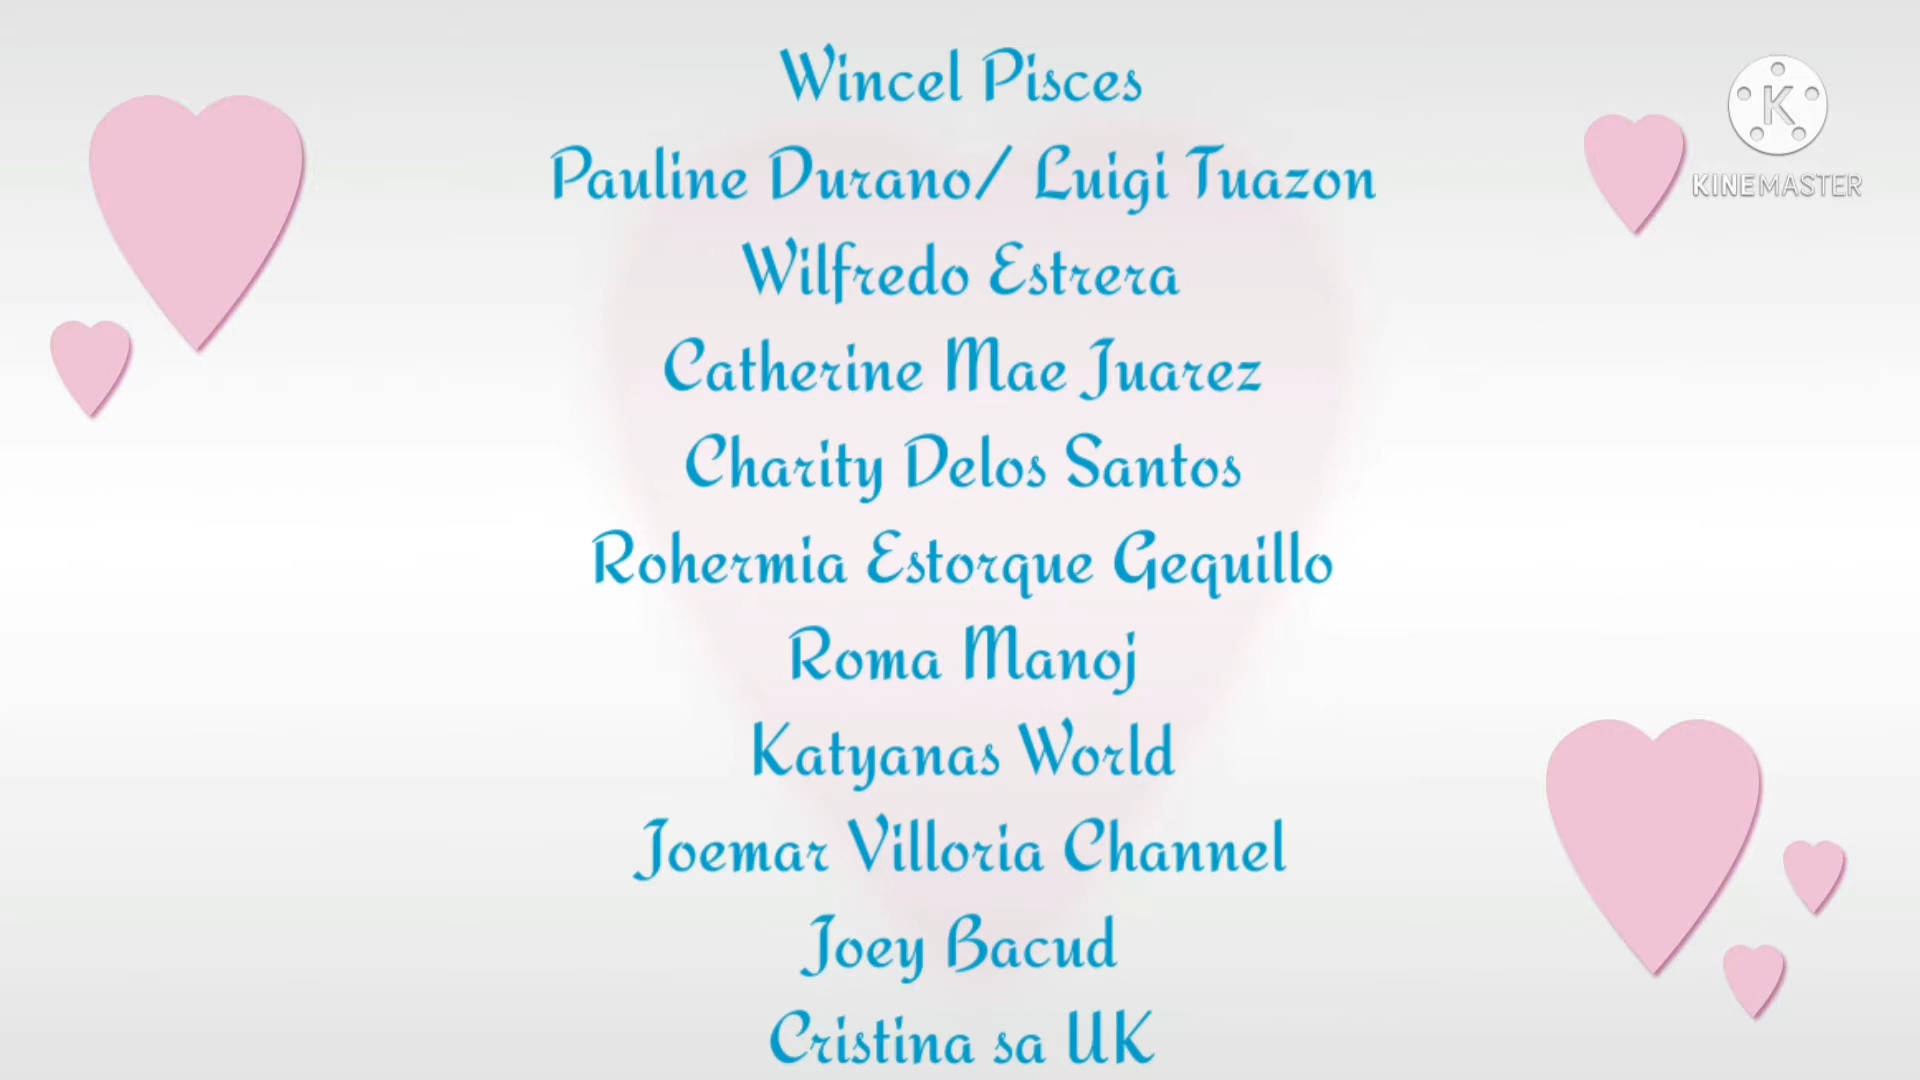 Wincel Pisces
Pauline Durano/ Luigi Tuazon
Wilfredo Estrera
Catherine Mae Juarez
Charity Delos Santos
Rohermia Estorque Gequillo
Roma Manoj
Katyanas World
Joemar Villoria Channel
Joey Bacud
Cristina sa UK
K
KINEMASTER